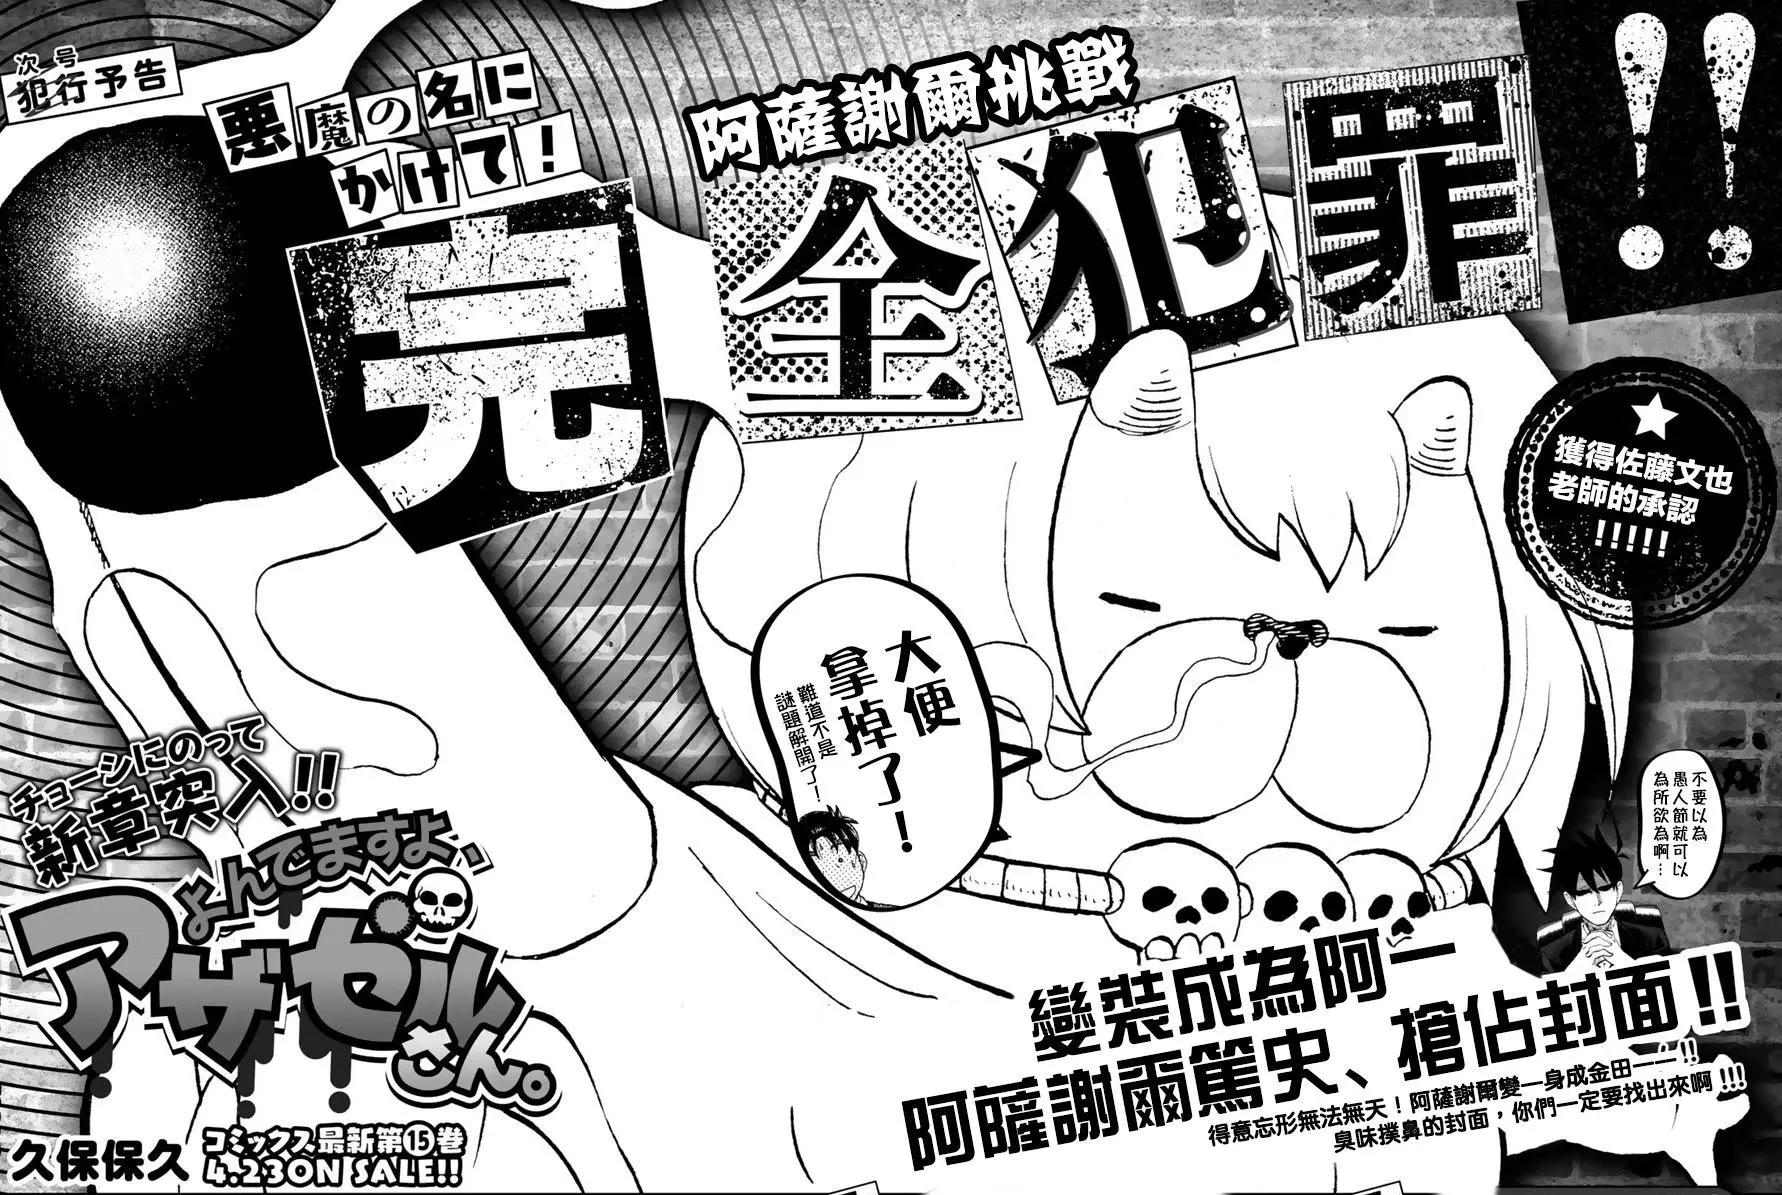 次号
犯行予告
悪魔の名に
かけて!
阿薩謝爾挑戰
完全犯罪!!
獲得佐藤文也
老師的承認
!!!!!
大便
拿掉了!
難道不是
謎題解開了!
不要以為
愚人節就可以
為所欲為啊…
チョーシにのって
新章突入!!
よんでますよ、
アザゼル
さん。
久保保久
コミックス最新第⑮巻
4.23ON SALE!!
變裝成為阿一
阿薩謝爾篤史、搶佔封面!!
得意忘形無法無天!阿薩謝爾變一身成金田一一!!
臭味撲鼻的封面,你們一定要找出來啊!!!